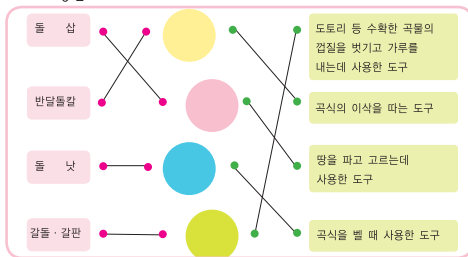 돌 삽
도토리 등 수확한 곡물의
껍질을 벗기고 가루를
내는데 사용한 도구
반달돌칼
곡식의 이삭을 따는 도구
돌 낫
땅을 파고 고르는데
사용한 도구
갈돌 · 갈판
곡식을 벨 때 사용한 도구